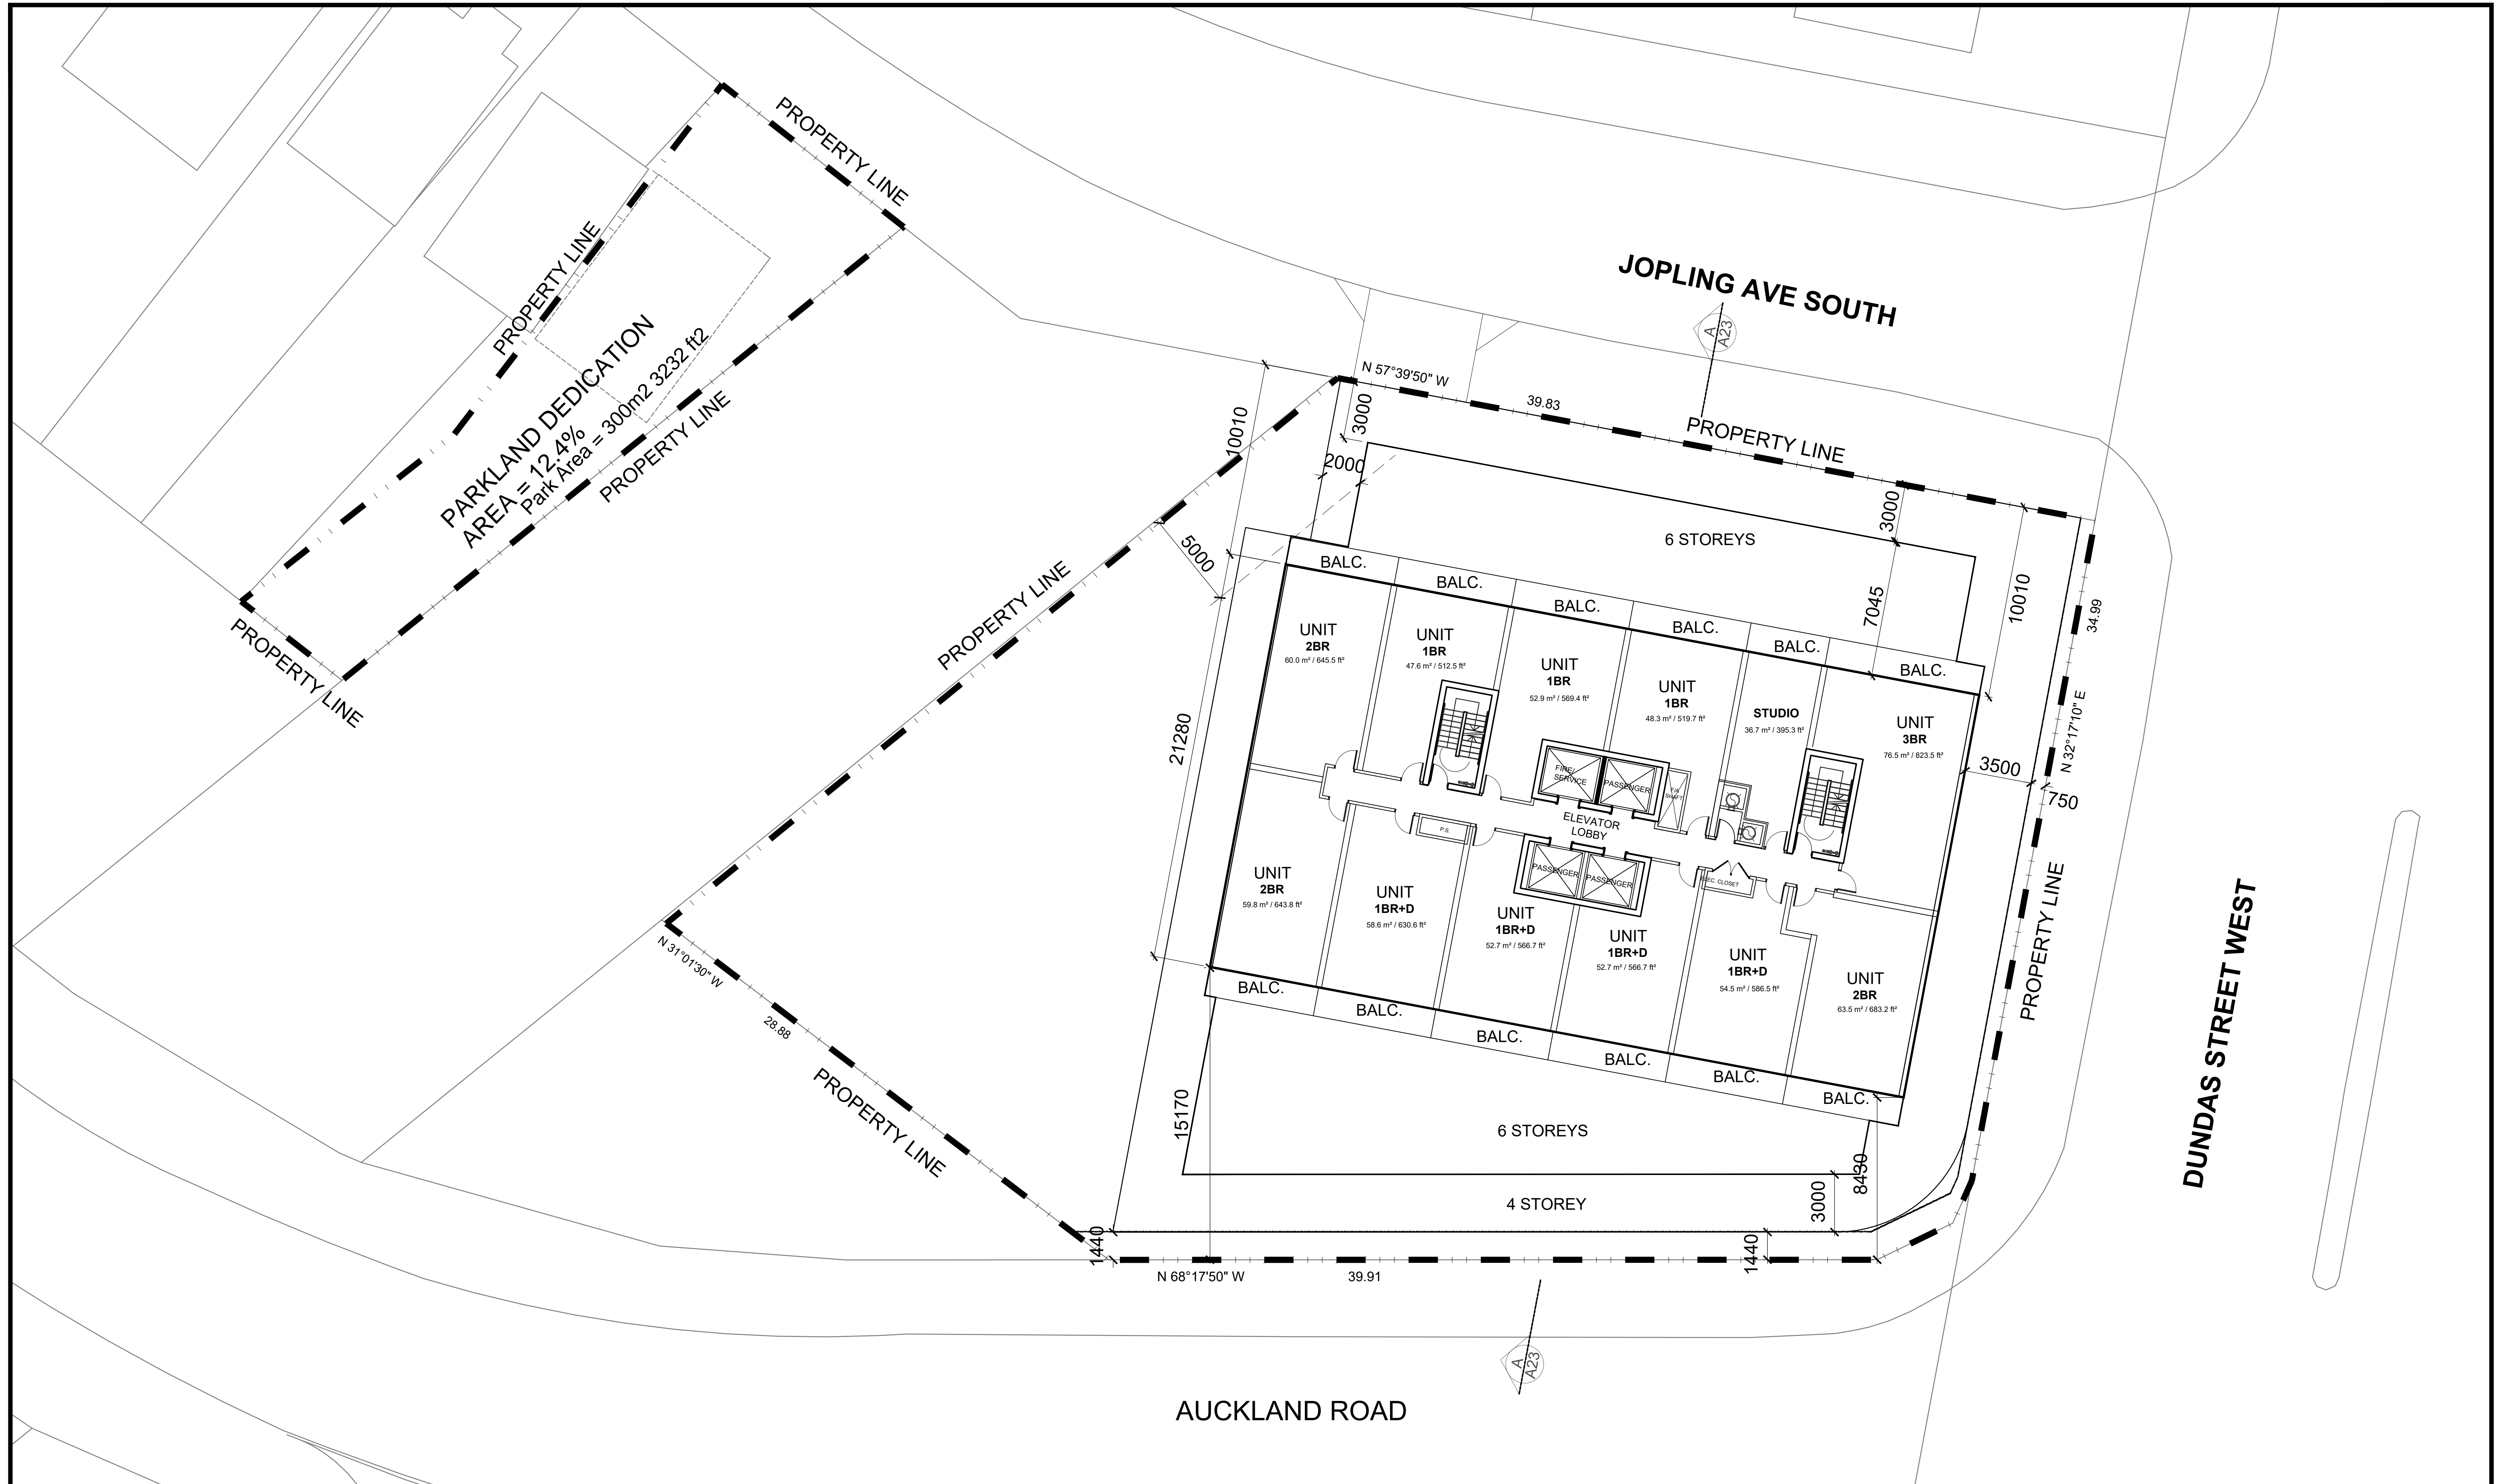 PROPERTY LINE
JOPLING AVE SOUTH
A
A23
PROPERTY LINE
PARKLAND DEDICATION
AREA = 12.4%
Park Area = 300m2 3232 ft2
PROPERTY LINE
PROPERTY LINE
N 57°39'50" W
39.83
PROPERTY LINE
10010
3000
2000
3000
5000
6 STOREYS
7045
10010
34.99
N 32°17'10" E
PROPERTY LINE
BALC.
BALC.
BALC.
BALC.
BALC.
BALC.
UNIT
2BR
60.0 m² / 645.5 ft²
UNIT
1BR
47.6 m² / 512.5 ft²
UNIT
1BR
52.9 m² / 569.4 ft²
UNIT
1BR
48.3 m² / 519.7 ft²
STUDIO
36.7 m² / 395.3 ft²
UNIT
3BR
76.5 m² / 823.5 ft²
21280
3500
750
FIRE/
SERVICE
PASSENGER
SHAFT
ELEVATOR
LOBBY
P.S.
PASSENGER
PASSENGER
ELEC. CLOSET
UNIT
2BR
59.8 m² / 643.8 ft²
UNIT
1BR+D
58.6 m² / 630.6 ft²
UNIT
1BR+D
52.7 m² / 566.7 ft²
UNIT
1BR+D
52.7 m² / 566.7 ft²
UNIT
1BR+D
54.5 m² / 586.5 ft²
UNIT
2BR
63.5 m² / 683.2 ft²
PROPERTY LINE
DUNDAS STREET WEST
N 31°01'30" W
28.88
PROPERTY LINE
BALC.
BALC.
BALC.
BALC.
BALC.
BALC.
15170
6 STOREYS
8430
4 STOREY
3000
1440
1440
N 68°17'50" W
39.91
A
A23
AUCKLAND ROAD